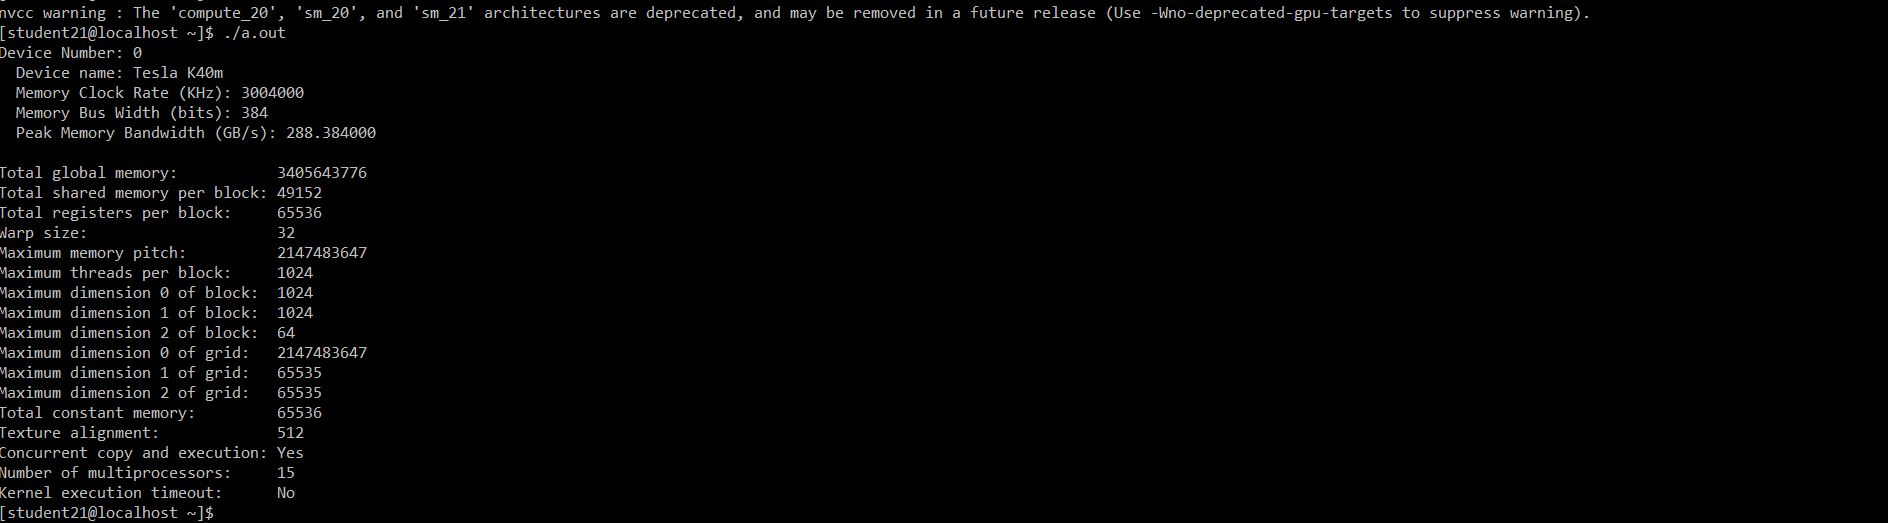 nvcc warning : The 'compute_20', 'sm_20', and 'sm_21' architectures are deprecated, and may be removed in a future release (Use -Wno-deprecated-gpu-targets to suppress warning).
[student21@localhost ~]$ ./a.out
Device Number: 0
  Device name: Tesla K40m
  Memory Clock Rate (KHz): 3004000
  Memory Bus Width (bits): 384
  Peak Memory Bandwidth (GB/s): 288.384000

Total global memory:           3405643776
Total shared memory per block: 49152
Total registers per block:     65536
Warp size:                     32
Maximum memory pitch:          2147483647
Maximum threads per block:     1024
Maximum dimension 0 of block:  1024
Maximum dimension 1 of block:  1024
Maximum dimension 2 of block:  64
Maximum dimension 0 of grid:   2147483647
Maximum dimension 1 of grid:   65535
Maximum dimension 2 of grid:   65535
Total constant memory:         65536
Texture alignment:             512
Concurrent copy and execution: Yes
Number of multiprocessors:     15
Kernel execution timeout:      No
[student21@localhost ~]$